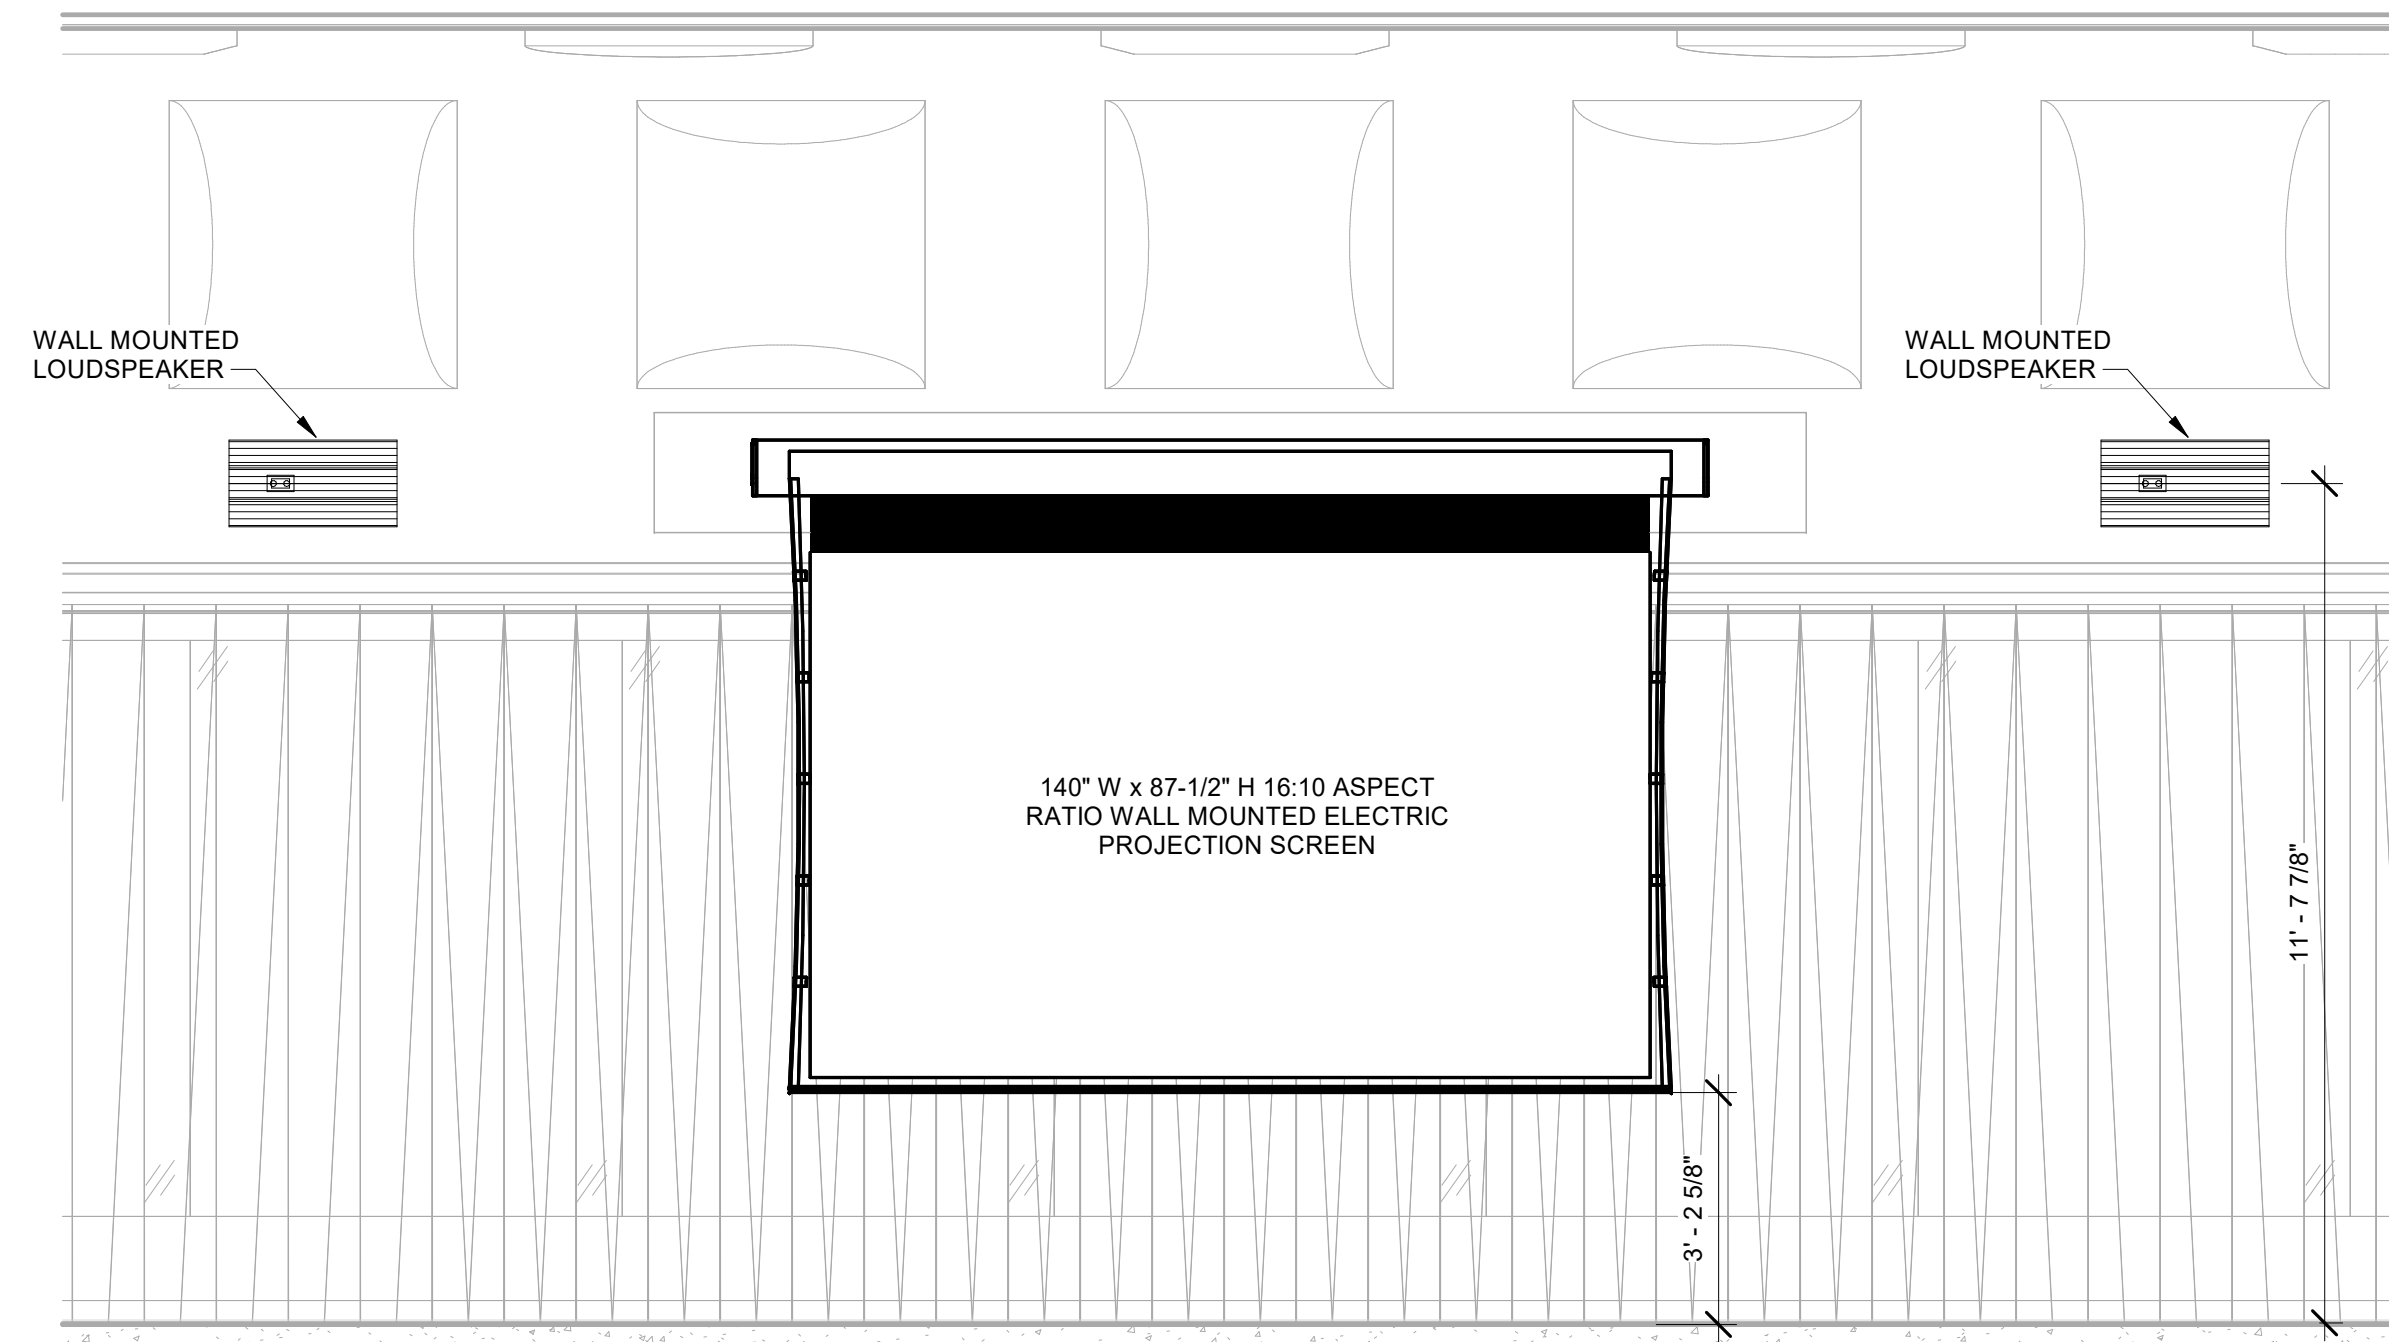 WALL MOUNTED
LOUDSPEAKER
WALL MOUNTED
LOUDSPEAKER
140" W x 87-1/2" H 16:10 ASPECT
RATIO WALL MOUNTED ELECTRIC
PROJECTION SCREEN
11' - 7 7/8"
3' - 2 5/8"